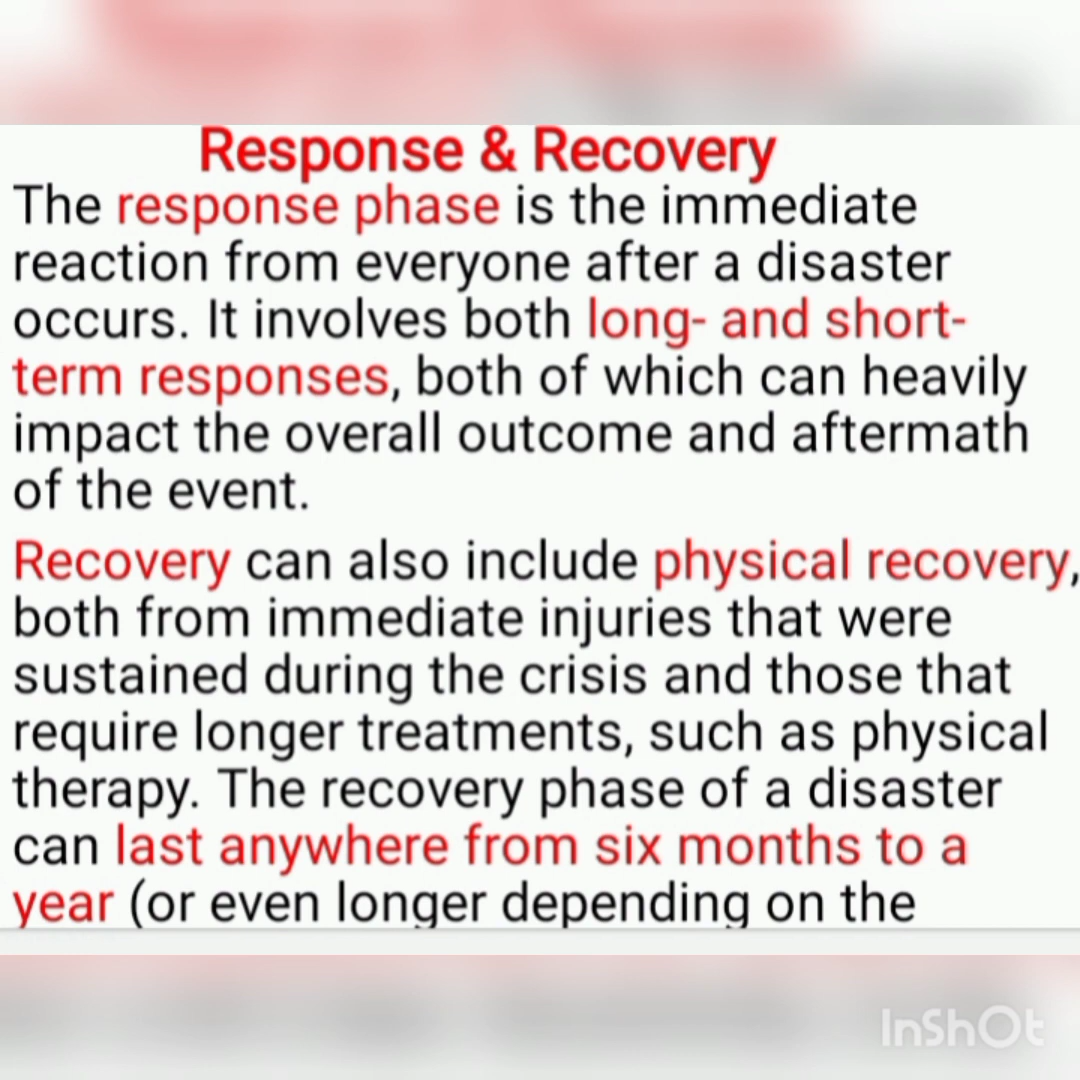 Response & Recovery
The response phase is the immediate
reaction from everyone after a disaster
occurs. It involves both long- and short-
term responses, both of which can heavily
impact the overall outcome and aftermath
of the event.
Recovery can also include physical recovery,
both from immediate injuries that were
sustained during the crisis and those that
require longer treatments, such as physical
therapy. The recovery phase of a disaster
can last anywhere from six months to a
year (or even longer depending on the
InShOt